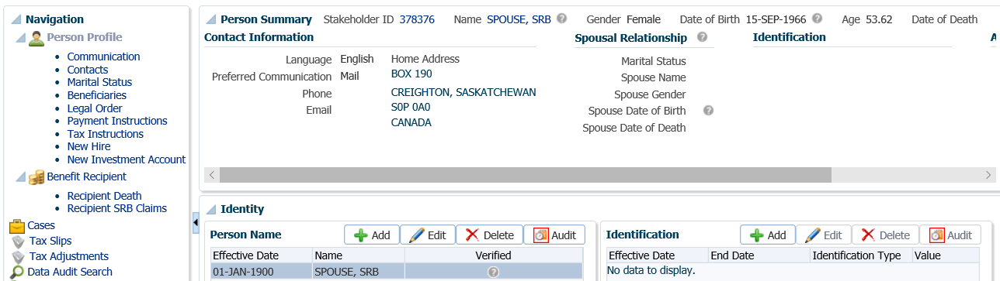 Navigation
Person Profile
Communication
Contacts
Marital Status
Beneficiaries
Legal Order
Payment Instructions
Tax Instructions
New Hire
New Investment Account
Benefit Recipient
Recipient Death
Recipient SRB Claims
Cases
Tax Slips
Tax Adjustments
Data Audit Search
Person Summary Stakeholder ID 378376 Name SPOUSE, SRB ? Gender Female Date of Birth 15-SEP-1966 ? Age 53.62 Date of Death
Contact Information
Language English
Preferred Communication Mail
Phone
Email
Home Address
BOX 190
CREIGHTON, SASKATCHEWAN
S0P 0A0
CANADA
Spousal Relationship ?
Marital Status
Spouse Name
Spouse Gender
Spouse Date of Birth ?
Spouse Date of Death
Identification
A
Identity
Person Name Add Edit Delete Audit
Effective Date Name Verified
01-JAN-1900 SPOUSE, SRB ?
Identification Add Edit Delete Audit
Effective Date End Date Identification Type Value
No data to display.